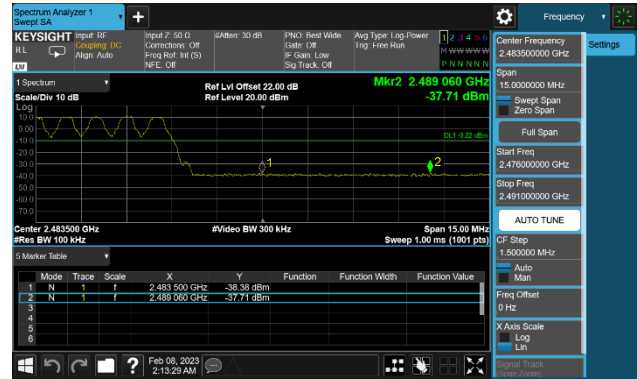 Spectrum Analyzer 1
Swept SA
+
Frequency
KEYSIGHT
RL
LXI
Input: RF
Coupling: DC
Align: Auto
Input Z: 50 Ω
Corrections: Off
Freq Ref: Int (S)
NFE: Off
#Atten: 30 dB
PNO: Best Wide
Gate: Off
IF Gain: Low
Sig Track: Off
Avg Type: Log-Power
Trig: Free Run
1 2 3 4 5 6
M W W W W W
P N N N N N
1 Spectrum
Scale/Div 10 dB
Ref Lvl Offset 22.00 dB
Ref Level 20.00 dBm
Mkr2 2.489 060 GHz
-37.71 dBm
Log
10.0
0.00
-10.0
-20.0
-30.0
-40.0
-50.0
-60.0
-70.0
DL1 -9.22 dBm
1
2
Center 2.483500 GHz
#Res BW 100 kHz
#Video BW 300 kHz
Span 15.00 MHz
Sweep 1.00 ms (1001 pts)
5 Marker Table
Mode Trace Scale X Y Function Function Width Function Value
1 N 1 f 2.483 500 GHz -38.38 dBm
2 N 1 f 2.489 060 GHz -37.71 dBm
3
4
5
6
?
Feb 08, 2023
2:13:29 AM
Center Frequency
2.483500000 GHz
Settings
Span
15.0000000 MHz
Swept Span
Zero Span
Full Span
Start Freq
2.476000000 GHz
Stop Freq
2.491000000 GHz
AUTO TUNE
CF Step
1.500000 MHz
Auto
Man
Freq Offset
0 Hz
X Axis Scale
Log
Lin
Signal Track
(Span Zoom)